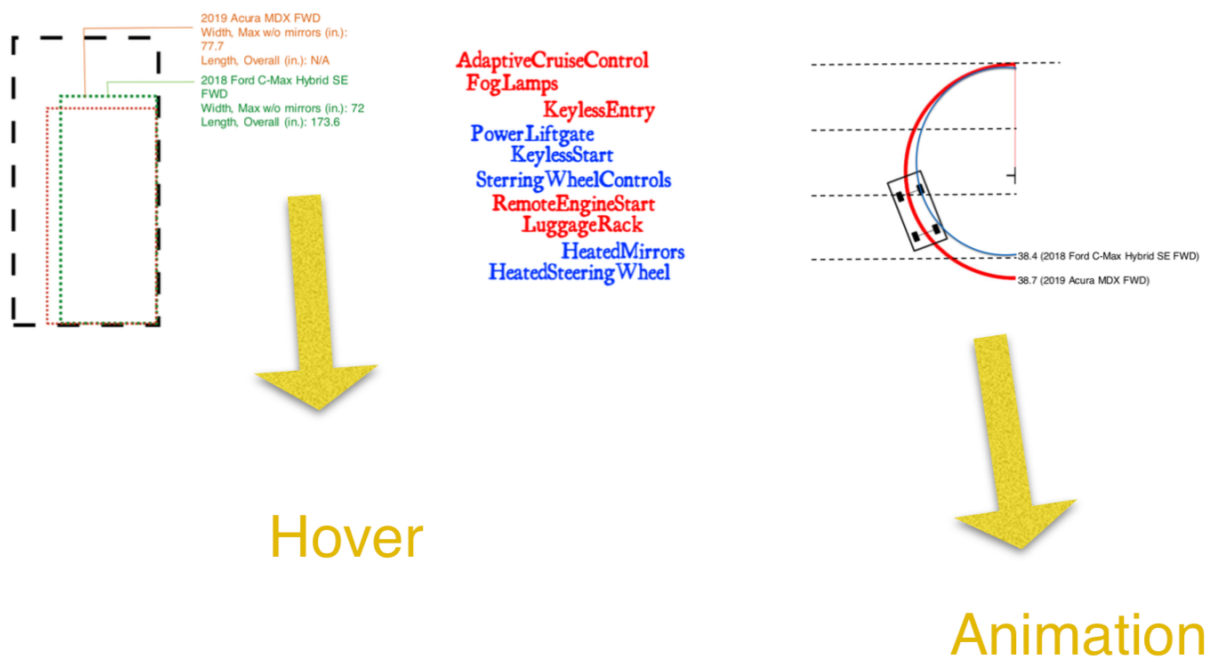 2019 Acura MDX FWD
Width, Max w/o mirrors (in.):
77.7
Length, Overall (in.): N/A
2018 Ford C-Max Hybrid SE
FWD
Width, Max w/o mirrors (in.): 72
Length, Overall (in.): 173.6
AdaptiveCruiseControl
FogLamps
KeylessEntry
PowerLiftgate
KeylessStart
SterringWheelControls
RemoteEngineStart
LuggageRack
HeatedMirrors
HeatedSteeringWheel
38.4 (2018 Ford C-Max Hybrid SE FWD)
38.7 (2019 Acura MDX FWD)
Hover
Animation